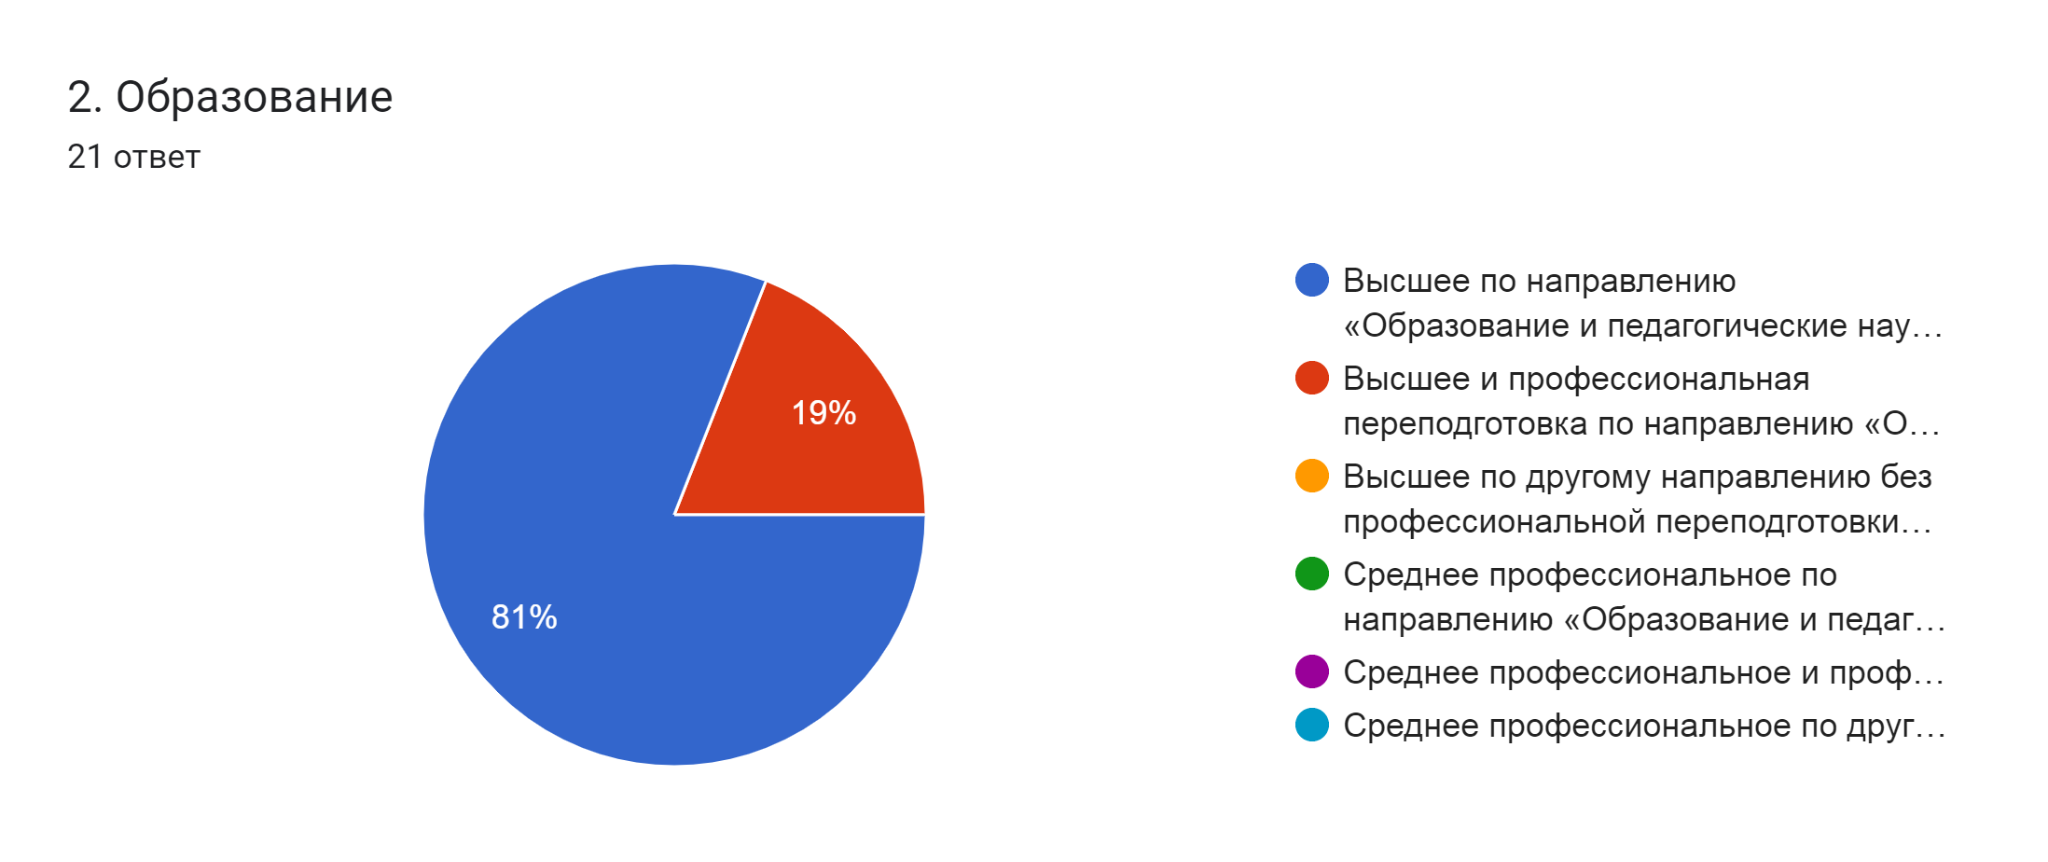 2. Образование
21 ответ
19%
81%
Высшее по направлению
«Образование и педагогические нау…
Высшее и профессиональная
переподготовка по направлению «О…
Высшее по другому направлению без
профессиональной переподготовки…
Среднее профессиональное по
направлению «Образование и педаг…
Среднее профессиональное и проф…
Среднее профессиональное по друг…